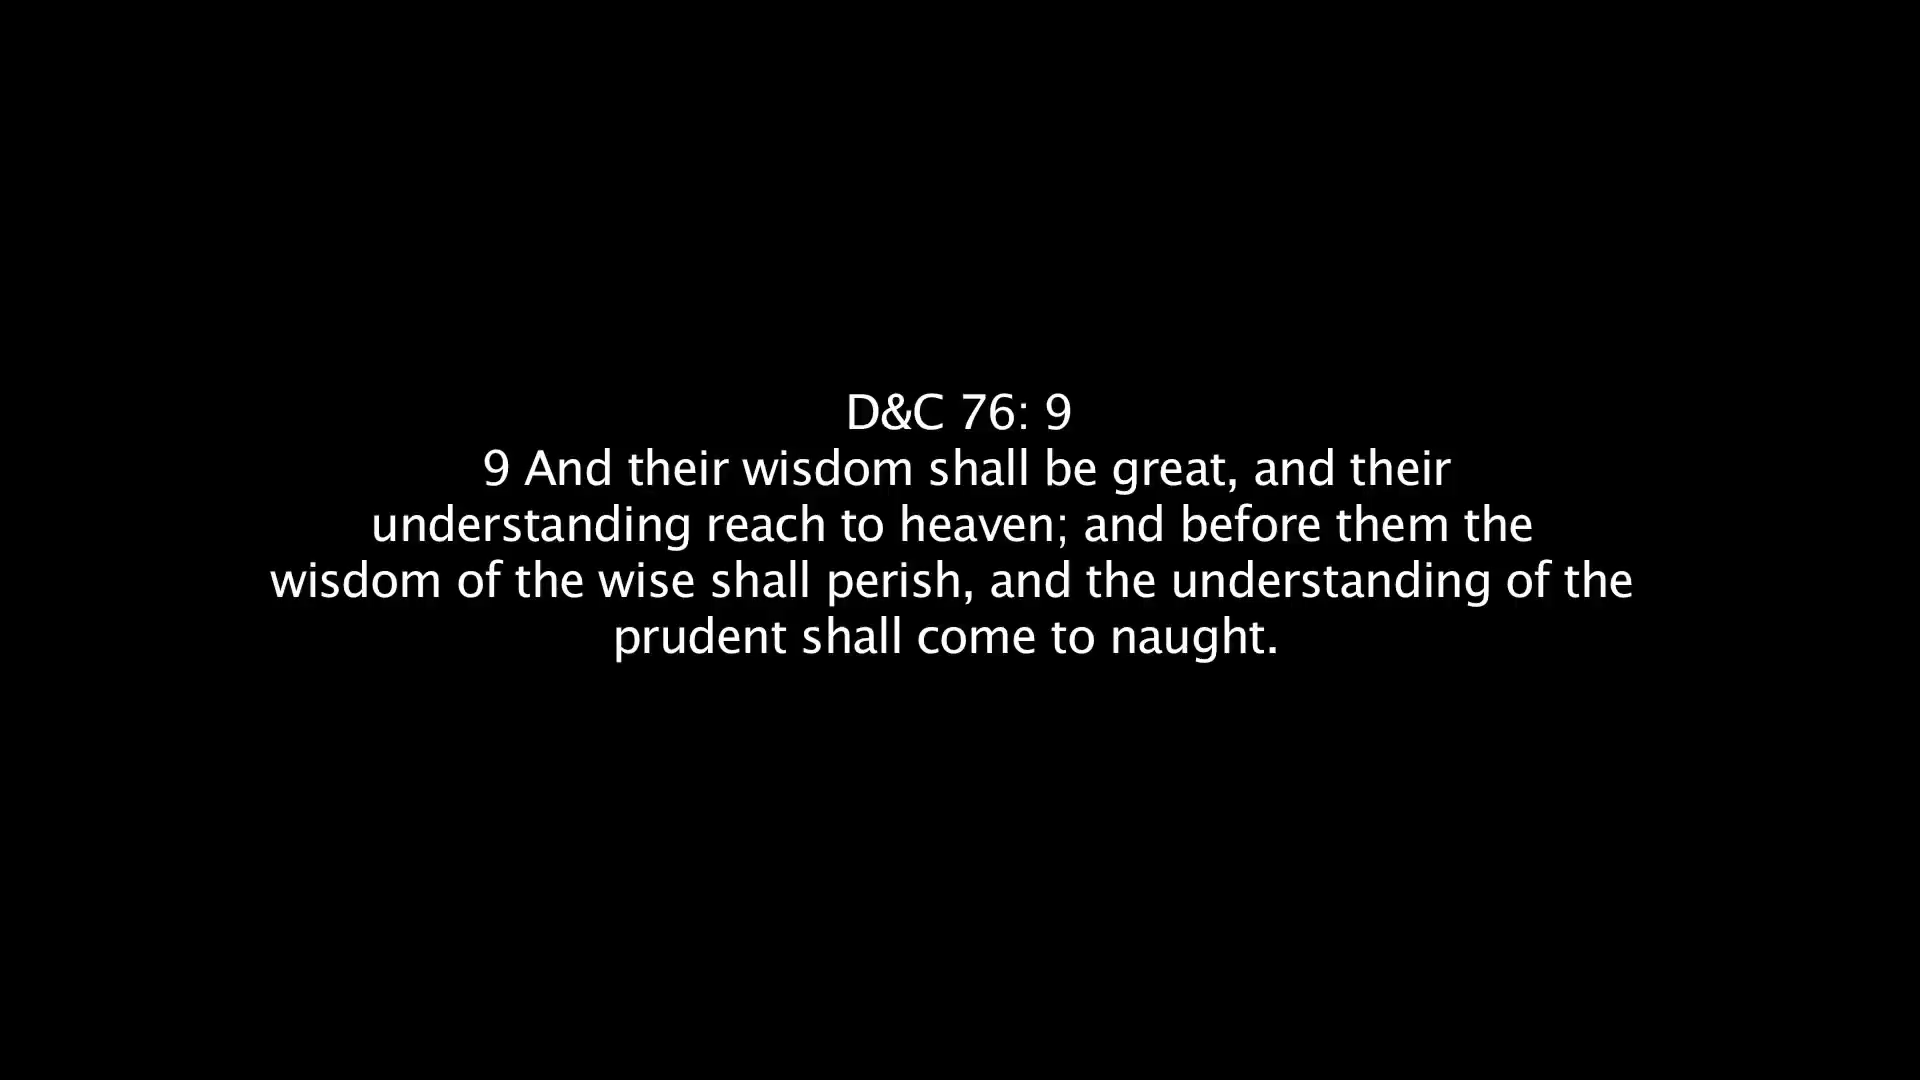 D&C 76: 9
9 And their wisdom shall be great, and their
understanding reach to heaven; and before them the
wisdom of the wise shall perish, and the understanding of the
prudent shall come to naught.